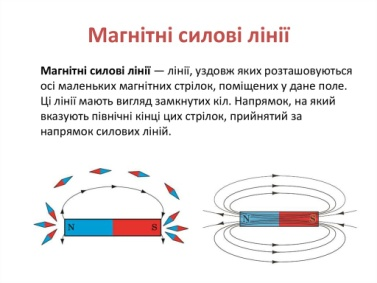 Магнітні силові лінії
Магнітні силові лінії — лінії, уздовж яких розташовуються
осі маленьких магнітних стрілок, поміщених у дане поле.
Ці лінії мають вигляд замкнутих кіл. Напрямок, на який
вказують північні кінці цих стрілок, прийнятий за
напрямок силових ліній.
N S N S